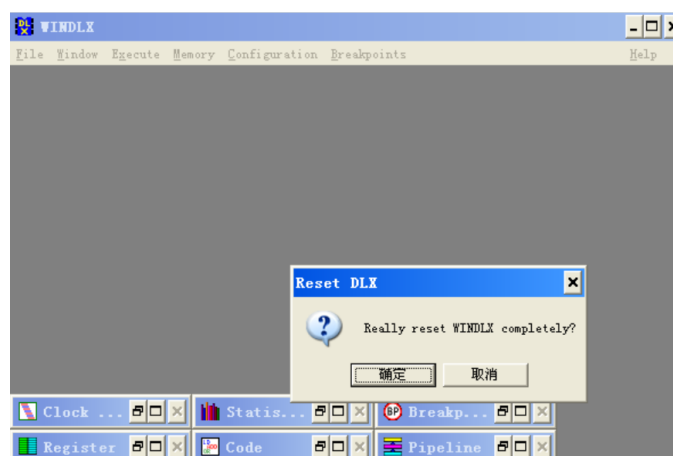 WINDLX
File Window Execute Memory Configuration Breakpoints Help
Reset DLX
Really reset WINDLX completely?
确定 取消
Clock ... Statis... Breakp...
Register Code Pipeline